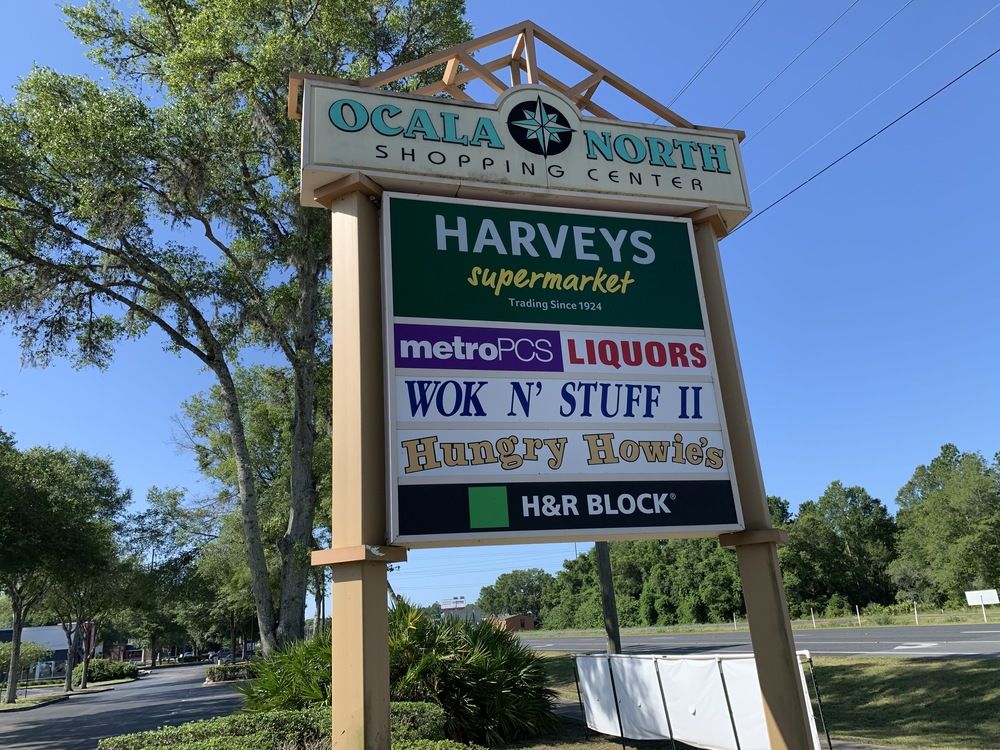 OCALA NORTH
SHOPPING CENTER
HARVEYS
supermarket
Trading Since 1924
metroPCS LIQUORS
WOK N' STUFF II
Hungry Howie's
H&R BLOCK®